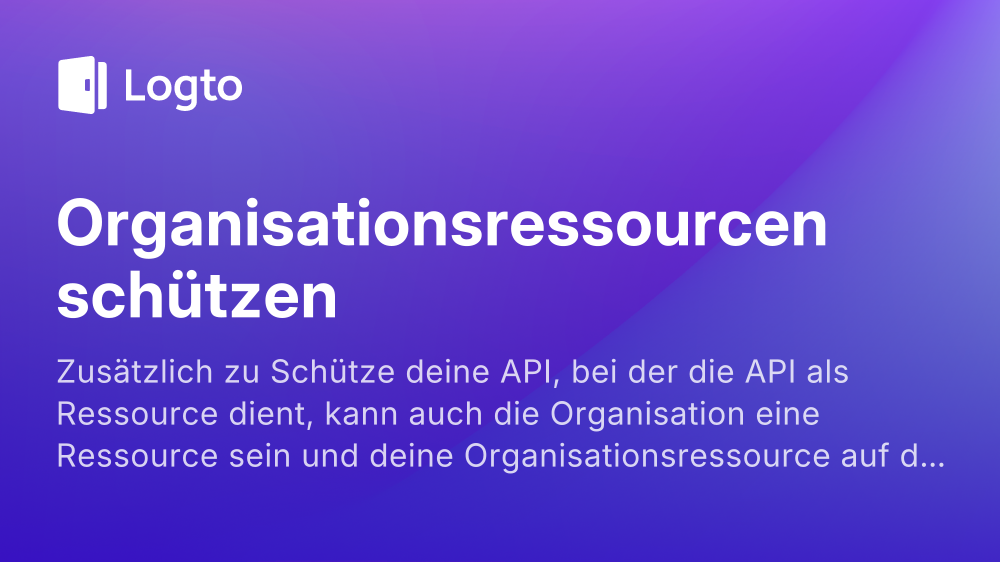 Logto
Organisationsressourcen
schützen
Zusätzlich zu Schütze deine API, bei der die API als
Ressource dient, kann auch die Organisation eine
Ressource sein und deine Organisationsressource auf d...